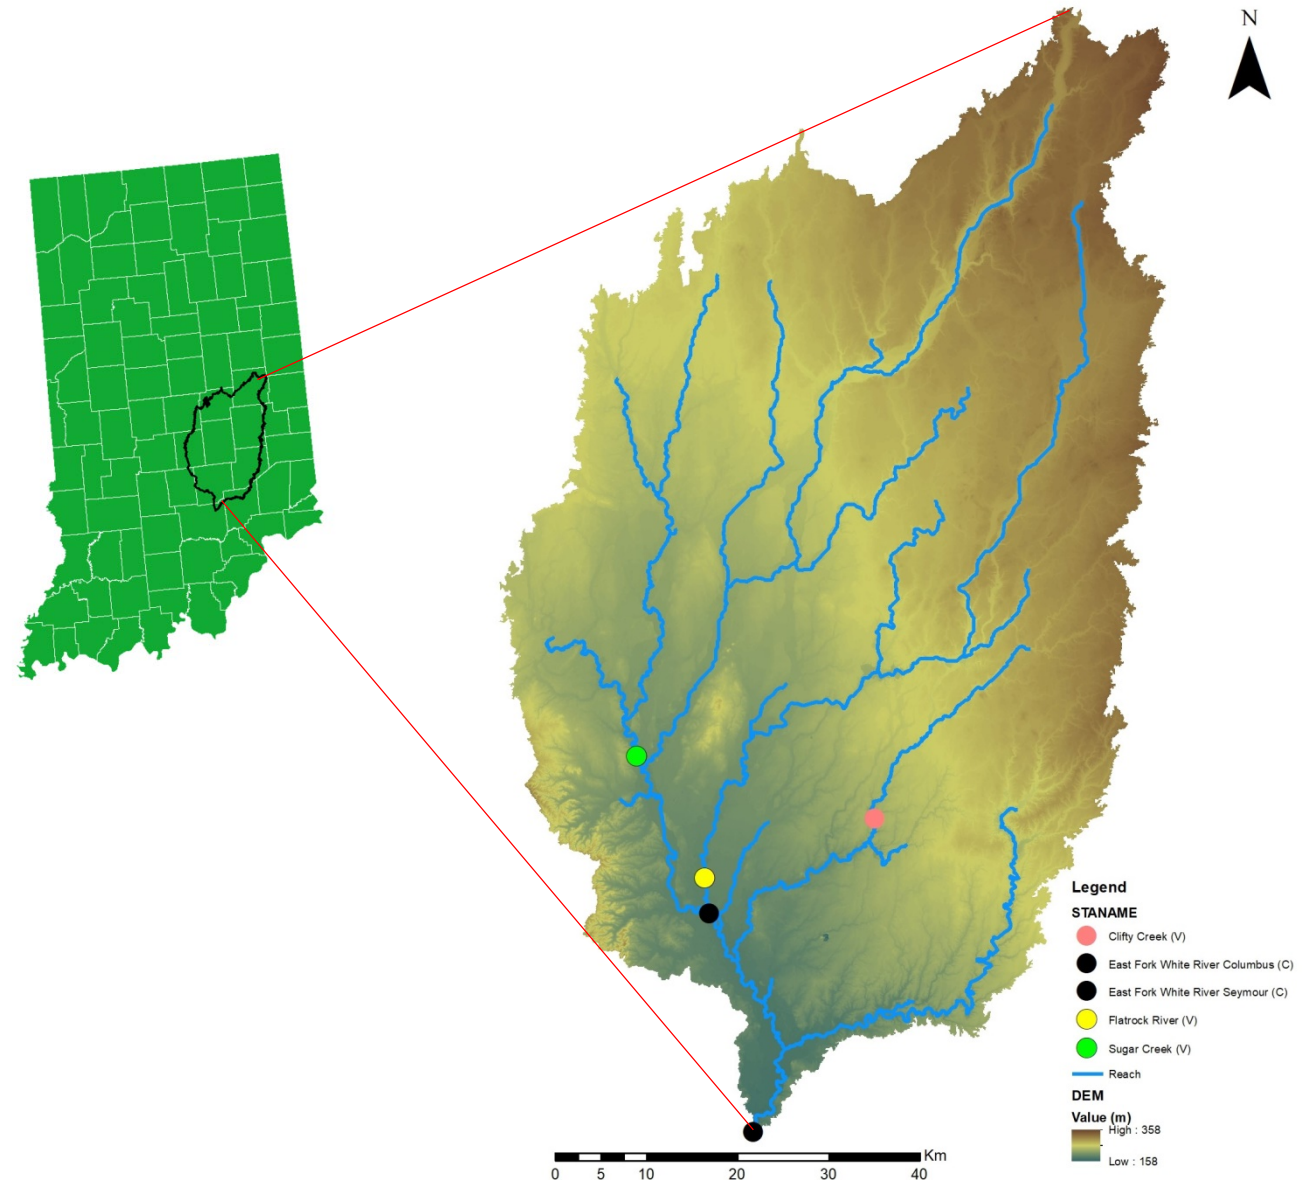 N
Legend
STANAME
Clifty Creek (V)
East Fork White River Columbus (C)
East Fork White River Seymour (C)
Flatrock River (V)
Sugar Creek (V)
Reach
DEM
Value (m)
High : 358
Low : 158
Km
0 5 10 20 30 40